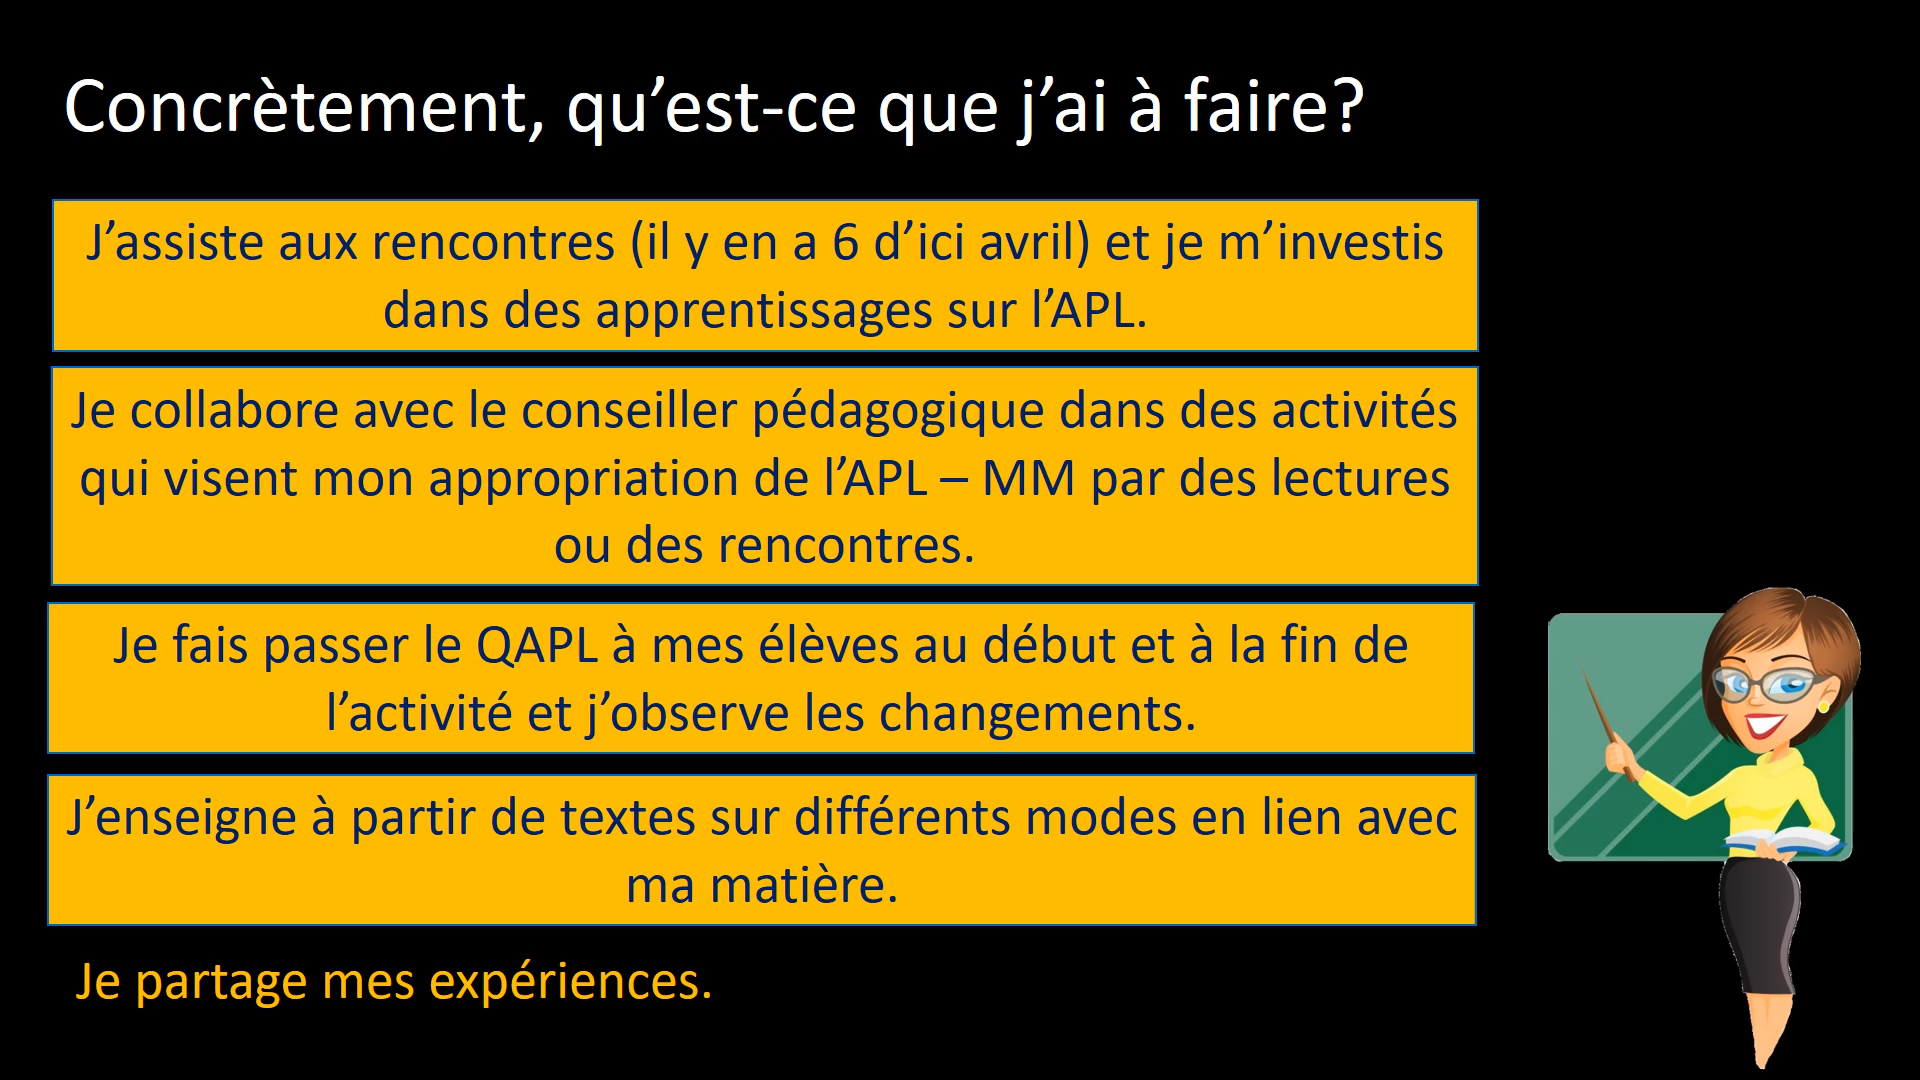 Concrètement, qu’est-ce que j’ai à faire?
J’assiste aux rencontres (il y en a 6 d’ici avril) et je m’investis
dans des apprentissages sur l’APL.
Je collabore avec le conseiller pédagogique dans des activités
qui visent mon appropriation de l’APL – MM par des lectures
ou des rencontres.
Je fais passer le QAPL à mes élèves au début et à la fin de
l’activité et j’observe les changements.
J’enseigne à partir de textes sur différents modes en lien avec
ma matière.
Je partage mes expériences.